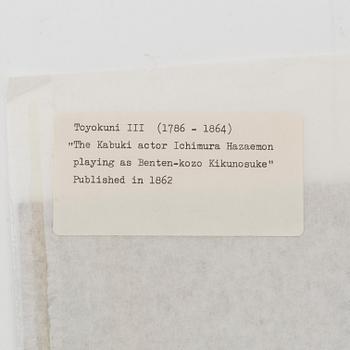 Toyokuni III (1786 - 1864)
"The Kabuki actor Ichimura Hazaemon
playing as Benten-kozo Kikunosuke"
Published in 1862